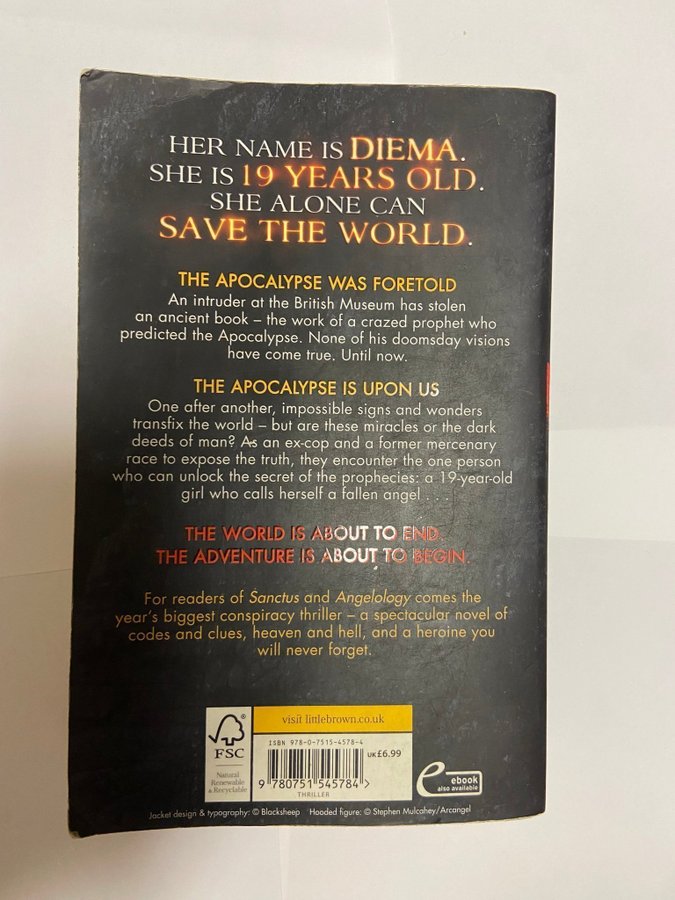 HER NAME IS DIEMA.
SHE IS 19 YEARS OLD.
SHE ALONE CAN
SAVE THE WORLD.
THE APOCALYPSE WAS FORETOLD
An intruder at the British Museum has stolen
an ancient book – the work of a crazed prophet who
predicted the Apocalypse. None of his doomsday visions
have come true. Until now.
THE APOCALYPSE IS UPON US
One after another, impossible signs and wonders
transfix the world – but are these miracles or the dark
deeds of man? As an ex-cop and a former mercenary
race to expose the truth, they encounter the one person
who can unlock the secret of the prophecies: a 19-year-old
girl who calls herself a fallen angel . . .
THE WORLD IS ABOUT TO END.
THE ADVENTURE IS ABOUT TO BEGIN.
For readers of Sanctus and Angelology comes the
year's biggest conspiracy thriller – a spectacular novel of
codes and clues, heaven and hell, and a heroine you
will never forget.
visit littlebrown.co.uk
ISBN 978-0-7515-4578-4
UK £6.99
9 780751 545784 >
THRILLER
FSC
Natural
Renewable
& Recyclable
e ebook
also available
Jacket design & typography: © Blacksheep Hooded figure: © Stephen Mulcahey/Arcangel